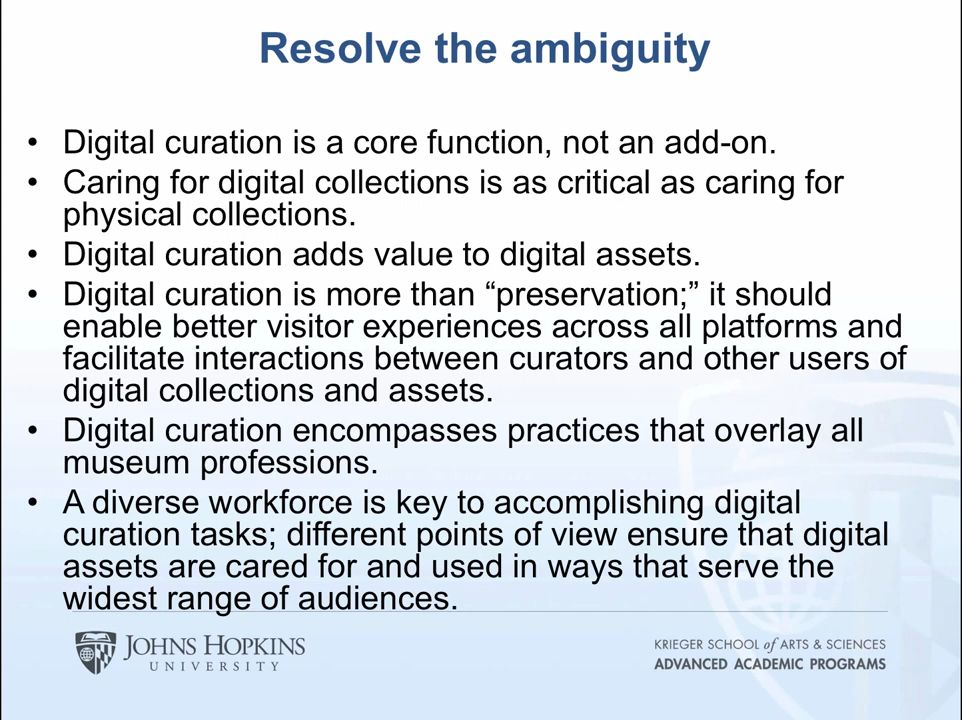 Resolve the ambiguity
• Digital curation is a core function, not an add-on.
• Caring for digital collections is as critical as caring for
physical collections.
• Digital curation adds value to digital assets.
• Digital curation is more than “preservation;” it should
enable better visitor experiences across all platforms and
facilitate interactions between curators and other users of
digital collections and assets.
• Digital curation encompasses practices that overlay all
museum professions.
• A diverse workforce is key to accomplishing digital
curation tasks; different points of view ensure that digital
assets are cared for and used in ways that serve the
widest range of audiences.
JOHNS HOPKINS
UNIVERSITY
KRIEGER SCHOOL of ARTS & SCIENCES
ADVANCED ACADEMIC PROGRAMS